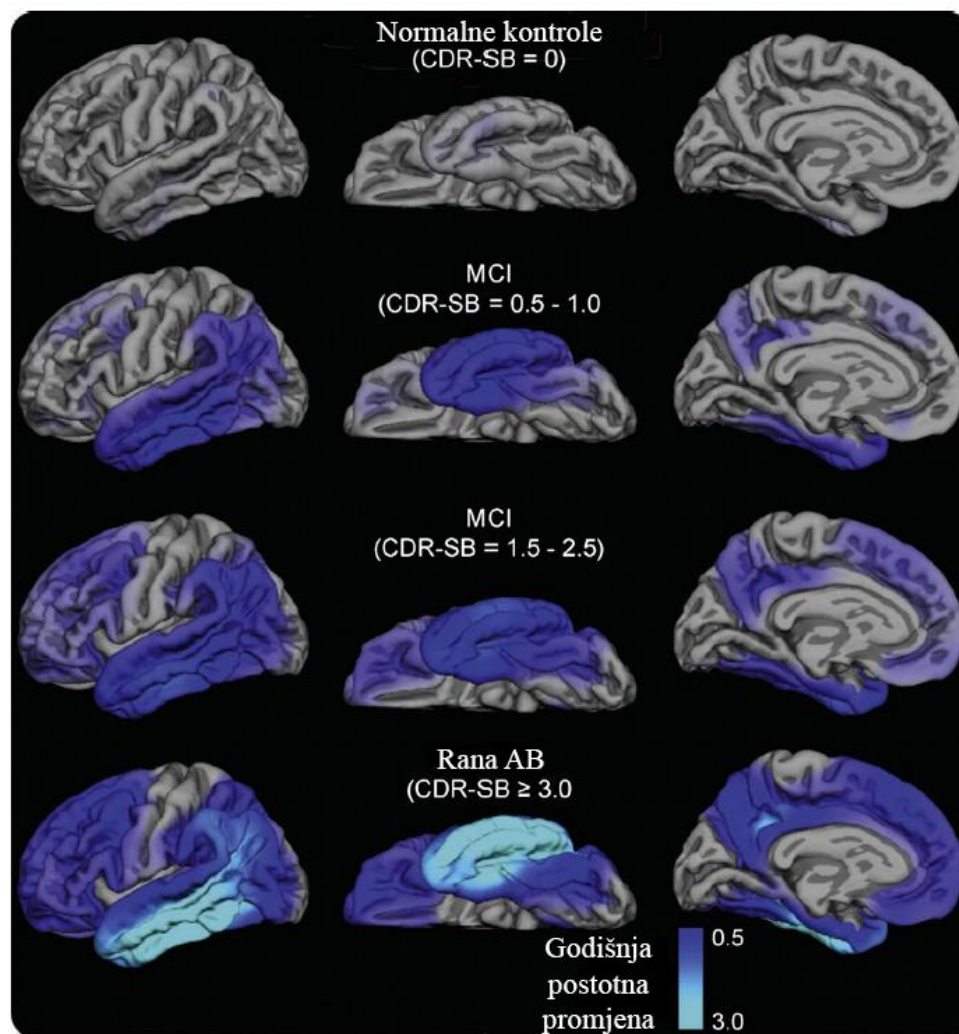 Normalne kontrole
(CDR-SB = 0)
MCI
(CDR-SB = 0.5 - 1.0
MCI
(CDR-SB = 1.5 - 2.5)
Rana AB
(CDR-SB ≥ 3.0
Godišnja
postotna
promjena
0.5
3.0